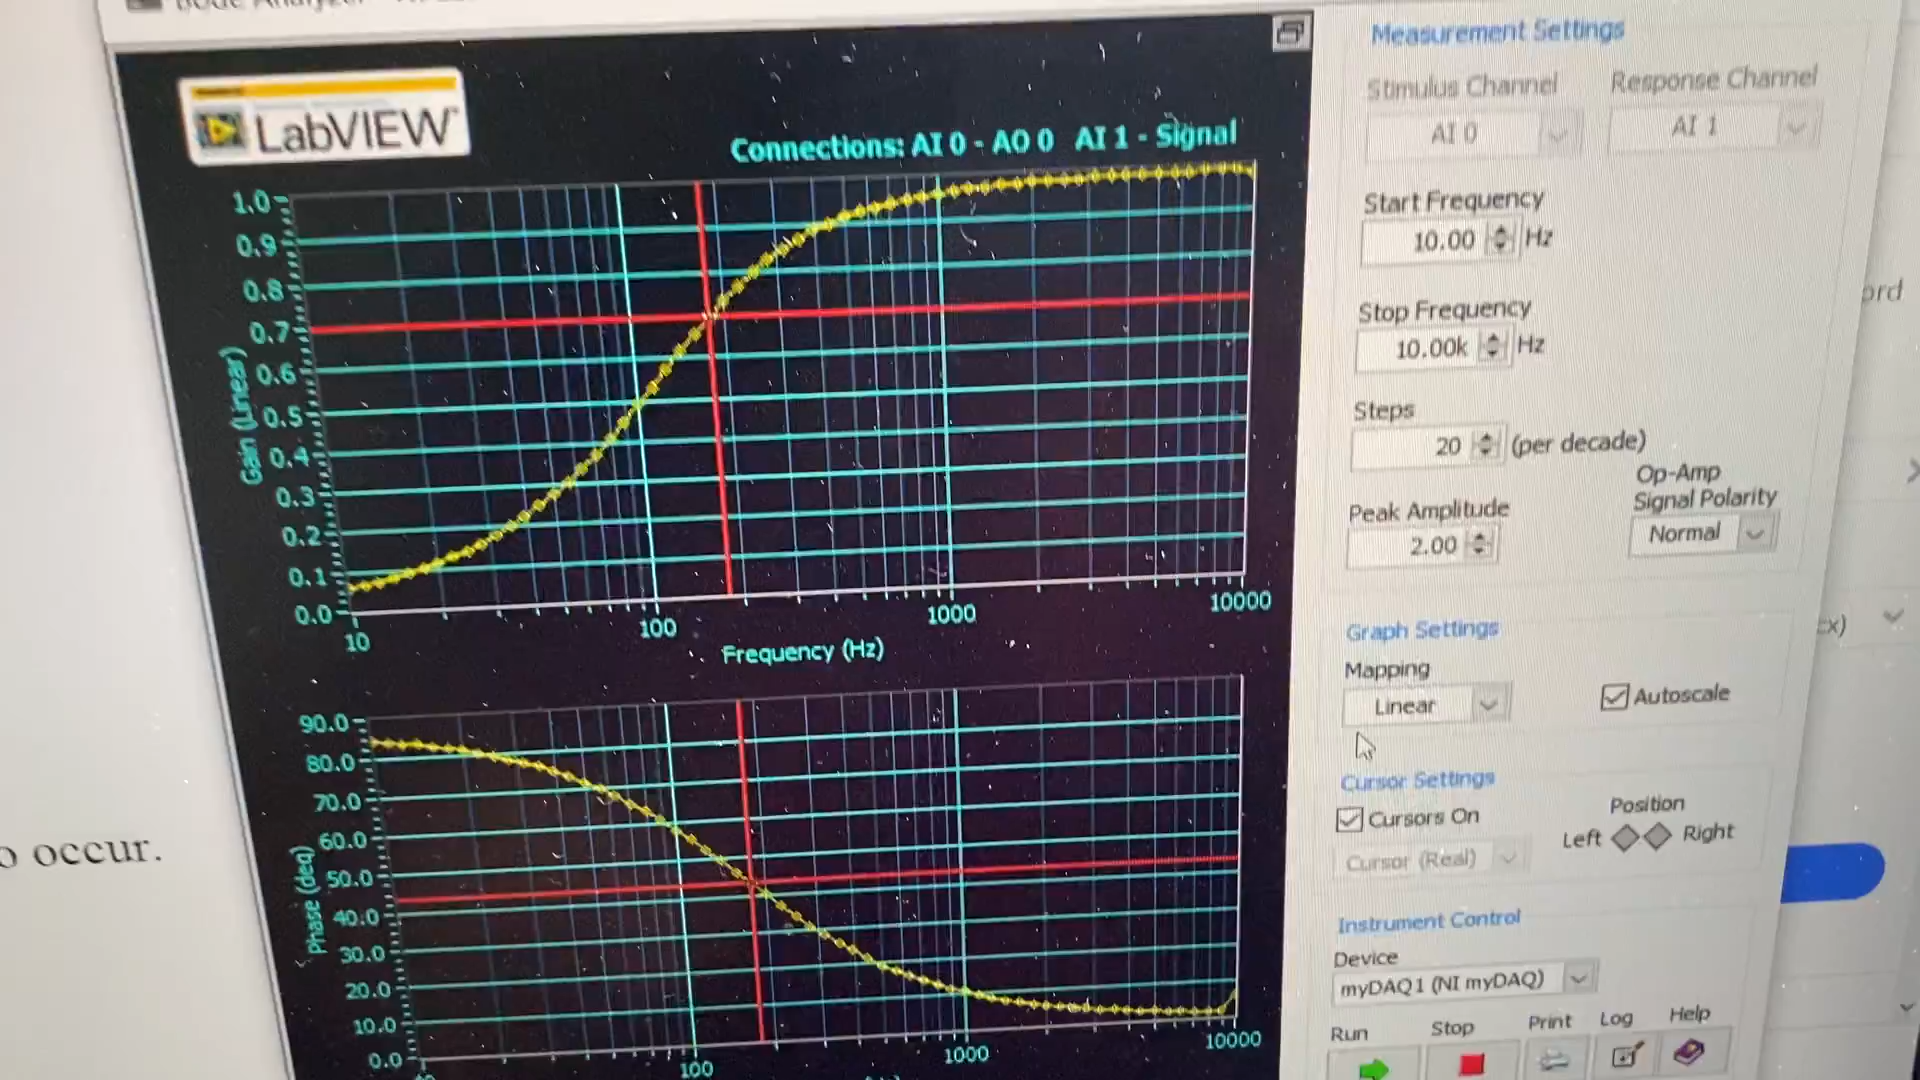 LabVIEW
Connections: AI 0 - AO 0 AI 1 - Signal
1.0
0.9
0.8
0.7
0.6
0.5
0.4
0.3
0.2
0.1
0.0
Gain (Linear)
10 100 1000 10000
Frequency (Hz)
90.0
80.0
70.0
60.0
50.0
40.0
30.0
20.0
10.0
0.0
Phase (deg)
100 1000 10000
Measurement Settings
Stimulus Channel Response Channel
AI 0 AI 1
Start Frequency
10.00 Hz
Stop Frequency
10.00k Hz
Steps
20 (per decade)
Op-Amp
Signal Polarity
Peak Amplitude
2.00 Normal
Graph Settings
Mapping
Linear Autoscale
Cursor Settings
Cursors On Position
Cursor (Real) Left Right
Instrument Control
Device
myDAQ1 (NI myDAQ)
Run Stop Print Log Help
o occur.
ord